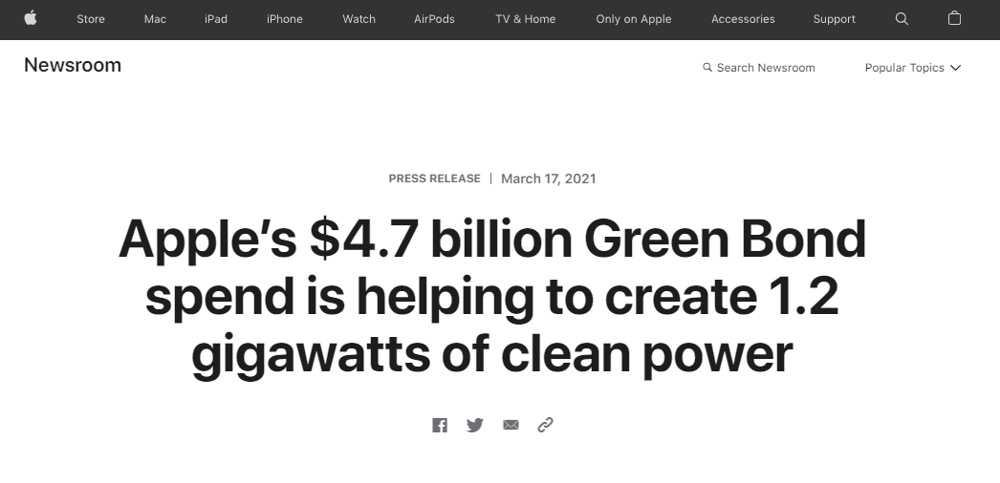 Store Mac iPad iPhone Watch AirPods TV & Home Only on Apple Accessories Support
Newsroom
Search Newsroom Popular Topics
PRESS RELEASE | March 17, 2021
Apple’s $4.7 billion Green Bond
spend is helping to create 1.2
gigawatts of clean power